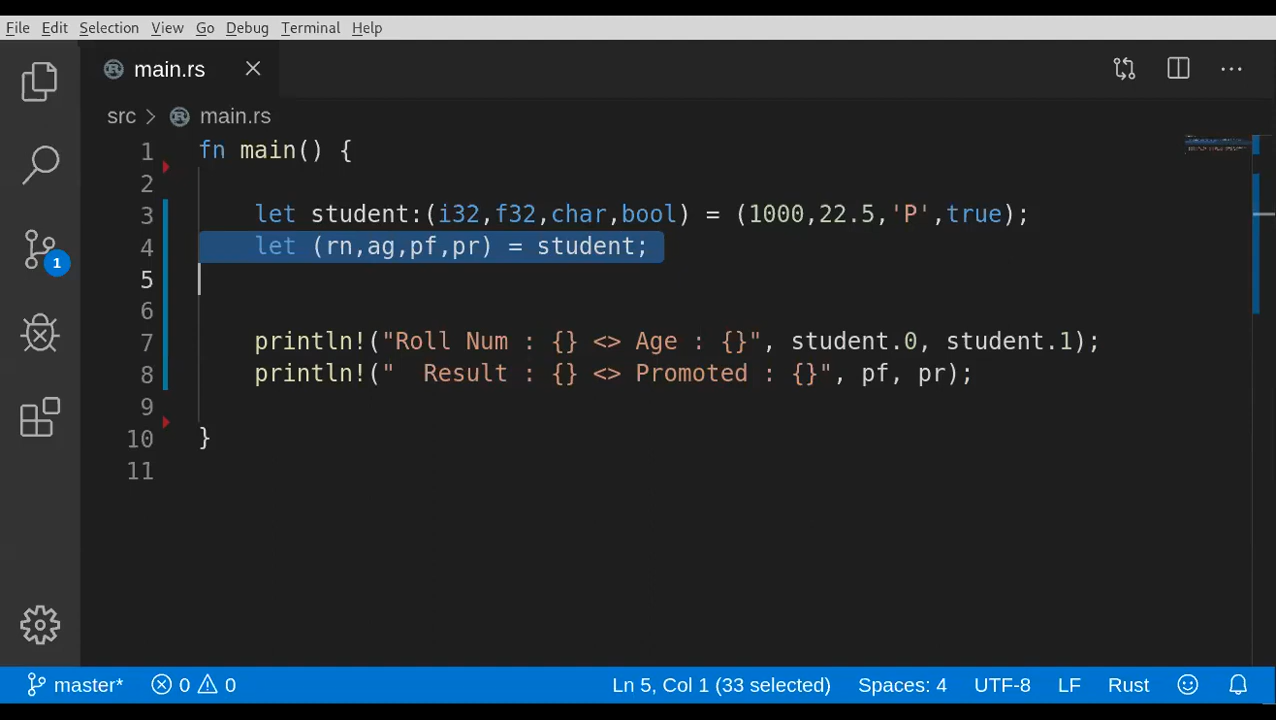 File Edit Selection View Go Debug Terminal Help
main.rs
src > main.rs
1 fn main() {
2
3     let student:(i32,f32,char,bool) = (1000,22.5,'P',true);
4     let (rn,ag,pf,pr) = student;
5
6
7     println!("Roll Num : {} <> Age : {}", student.0, student.1);
8     println!("  Result : {} <> Promoted : {}", pf, pr);
9
10 }
11
1
master* 0 0 Ln 5, Col 1 (33 selected) Spaces: 4 UTF-8 LF Rust